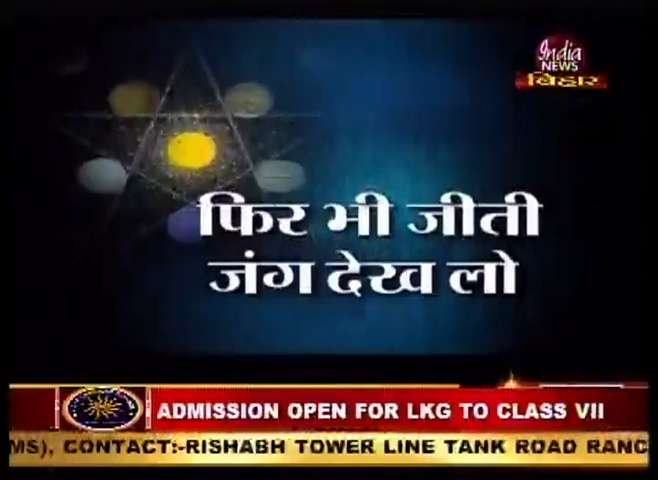 India
NEWS
बिहार
फिर भी जीती
जंग देख लो
ADMISSION OPEN FOR LKG TO CLASS VII
MS), CONTACT:-RISHABH TOWER LINE TANK ROAD RANC